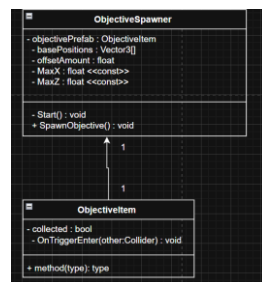 ObjectiveSpawner
- objectivePrefab : ObjectiveItem
- basePositions : Vector3[]
- offsetAmount : float
- MaxX : float <<const>>
- MaxZ : float <<const>>
- Start() : void
+ SpawnObjective() : void
1
1
ObjectiveItem
- collected : bool
- OnTriggerEnter(other:Collider) : void
+ method(type): type